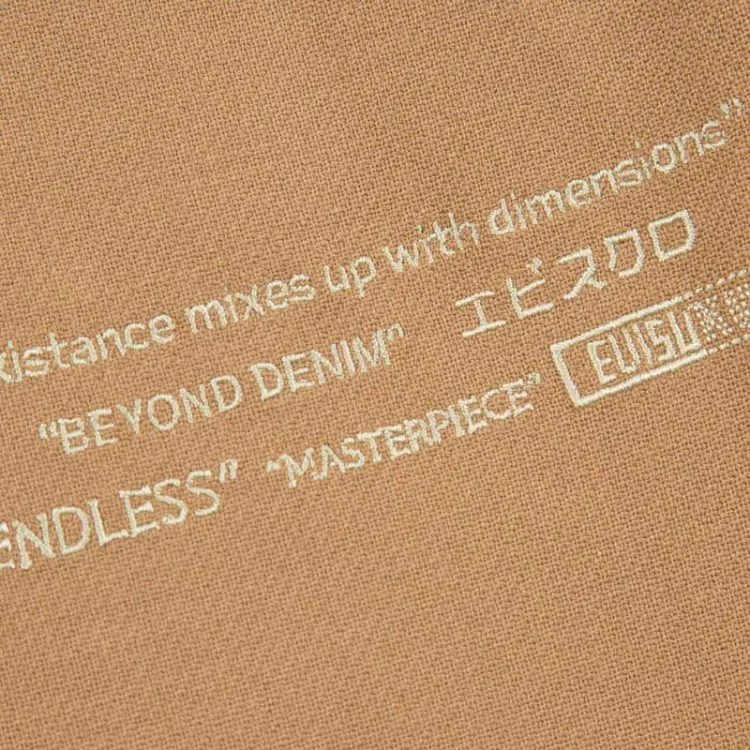 xistance mixes up with dimensions”
“BEYOND DENIM” エビスクロ
ENDLESS” “MASTERPIECE” EVISU